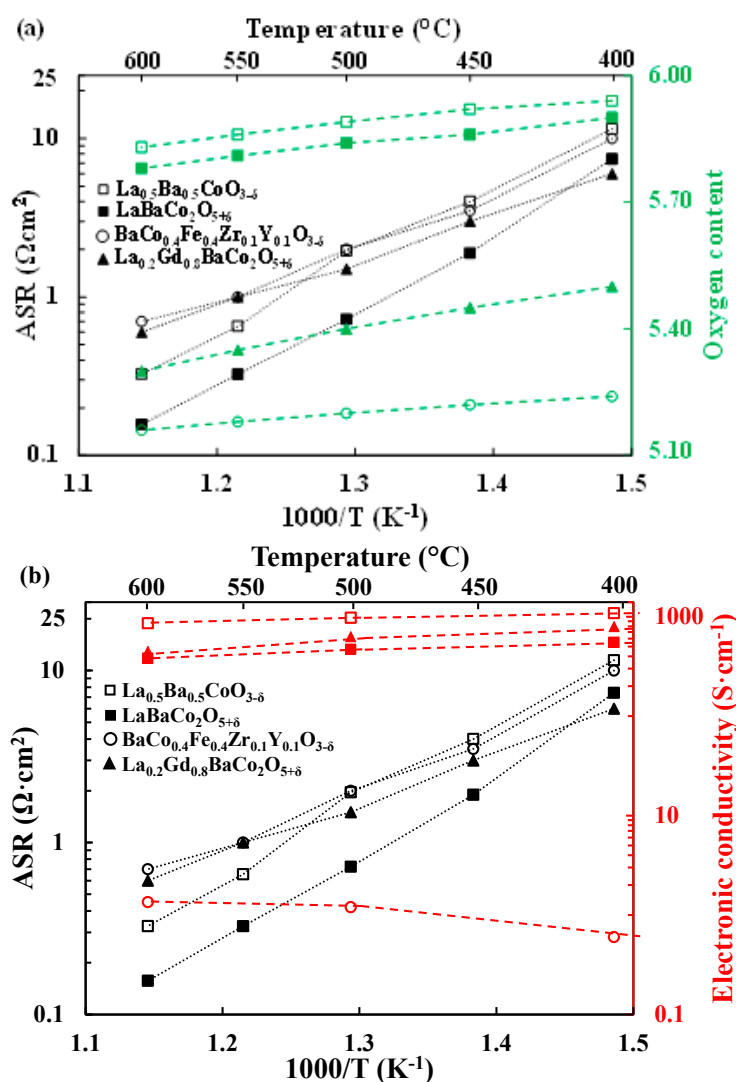 (a)
Temperature (°C)
600 550 500 450 400
25
10
1
0.1
6.00
5.70
5.40
5.10
ASR (Ωcm²)
Oxygen content
La₀.₅Ba₀.₅CoO₃₋δ
LaBaCo₂O₅₊δ
BaCo₀.₄Fe₀.₄Zr₀.₁Y₀.₁O₃₋δ
La₀.₂Gd₀.₈BaCo₂O₅₊δ
1.1 1.2 1.3 1.4 1.5
1000/T (K⁻¹)
(b)
Temperature (°C)
600 550 500 450 400
25
10
1
0.1
1000
10
0.1
ASR (Ω·cm²)
Electronic conductivity (S·cm⁻¹)
La₀.₅Ba₀.₅CoO₃₋δ
LaBaCo₂O₅₊δ
BaCo₀.₄Fe₀.₄Zr₀.₁Y₀.₁O₃₋δ
La₀.₂Gd₀.₈BaCo₂O₅₊δ
1.1 1.2 1.3 1.4 1.5
1000/T (K⁻¹)